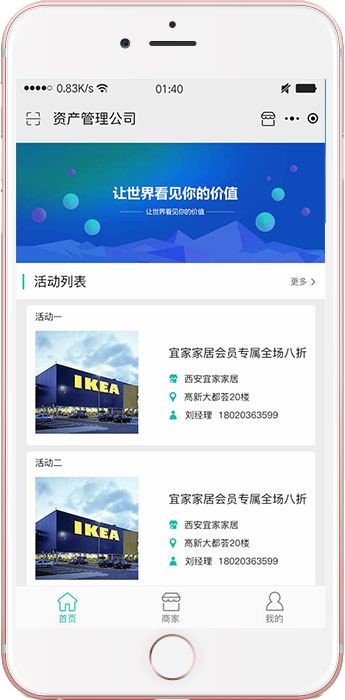 0.83K/s 01:40
资产管理公司
让世界看见你的价值
让世界看见你的价值
活动列表 更多
活动一
IKEA
宜家家居会员专属全场八折
西安宜家家居
高新大都荟20楼
刘经理 18020363599
活动二
IKEA
宜家家居会员专属全场八折
西安宜家家居
高新大都荟20楼
刘经理 18020363599
首页 商家 我的